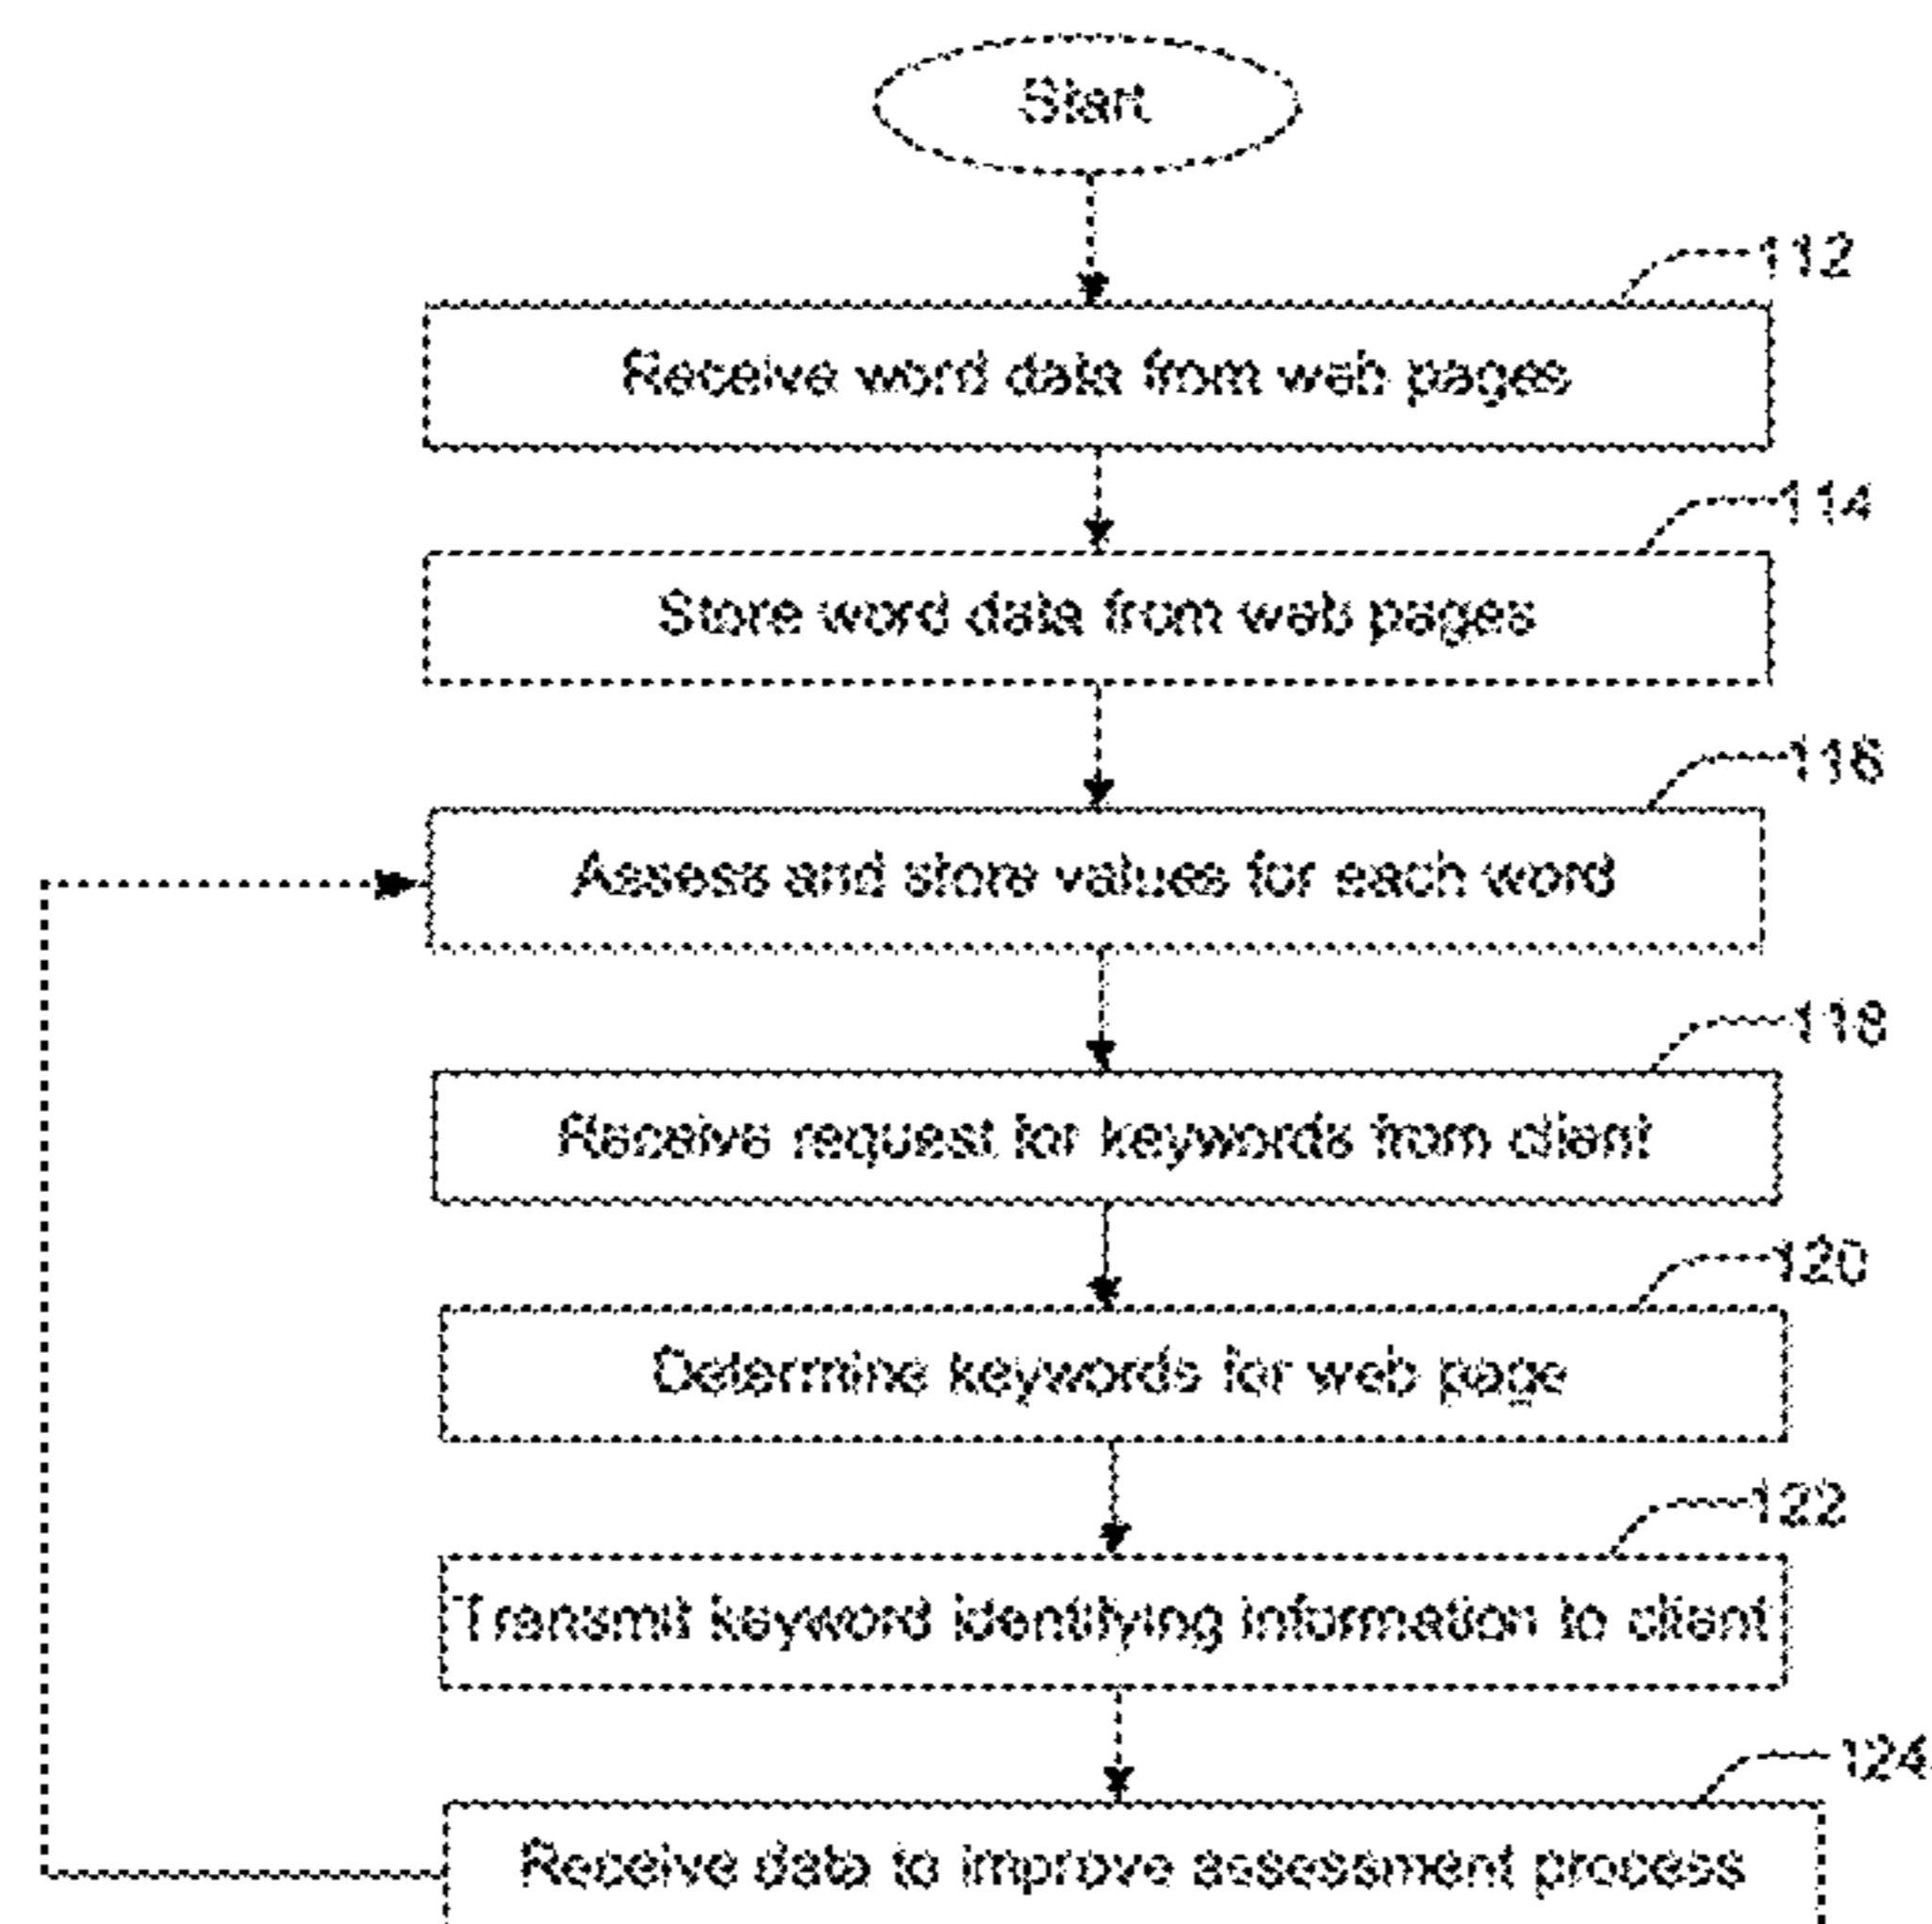 Start
112
Receive word data from web pages
114
Store word data from web pages
116
Assess and store values for each word
118
Receive request for keywords from client
120
Determine keywords for web page
122
Transmit keyword identifying information to client
124
Receive data to improve assessment process